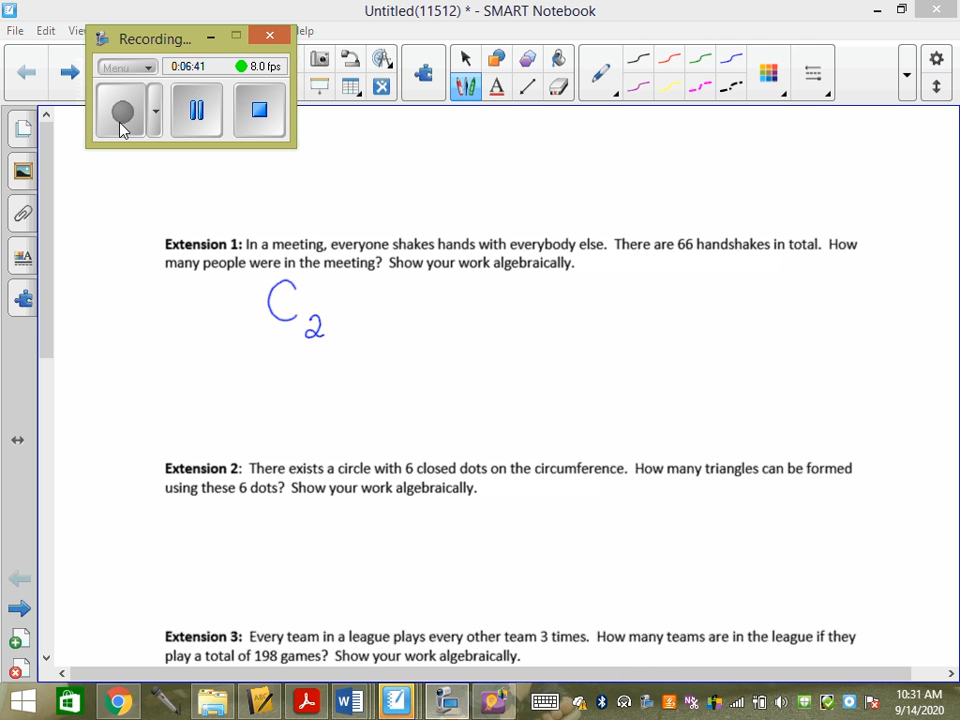 Untitled(11512) * - SMART Notebook
File Edit
Recording...
Menu 0:06:41 8.0 fps
Extension 1: In a meeting, everyone shakes hands with everybody else. There are 66 handshakes in total. How
many people were in the meeting? Show your work algebraically.
C 2
Extension 2: There exists a circle with 6 closed dots on the circumference. How many triangles can be formed
using these 6 dots? Show your work algebraically.
Extension 3: Every team in a league plays every other team 3 times. How many teams are in the league if they
play a total of 198 games? Show your work algebraically.
10:31 AM
9/14/2020